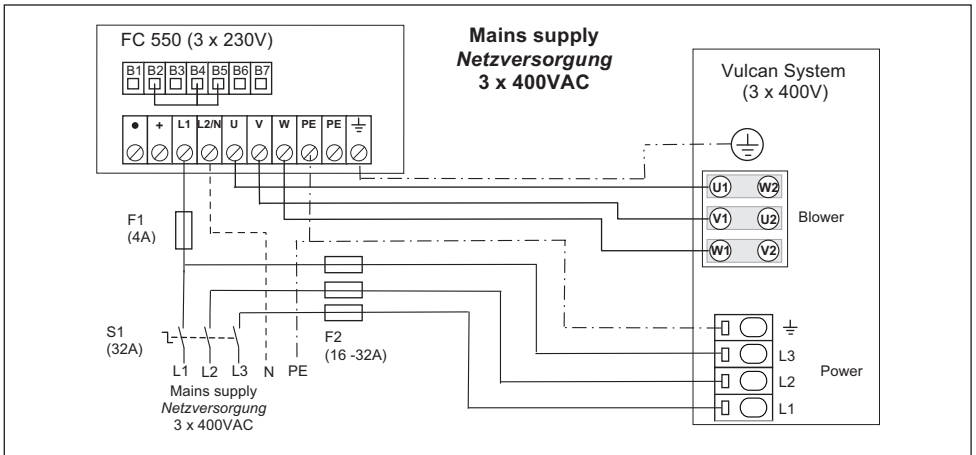 FC 550 (3 x 230V)
B1 B2 B3 B4 B5 B6 B7
● + L1 L2/N U V W PE PE
Mains supply
Netzversorgung
3 x 400VAC
Vulcan System
(3 x 400V)
U1 W2
V1 U2
W1 V2
Blower
F1
(4A)
S1
(32A)
F2
(16 -32A)
L1 L2 L3 N PE
Mains supply
Netzversorgung
3 x 400VAC
L3
L2
L1
Power